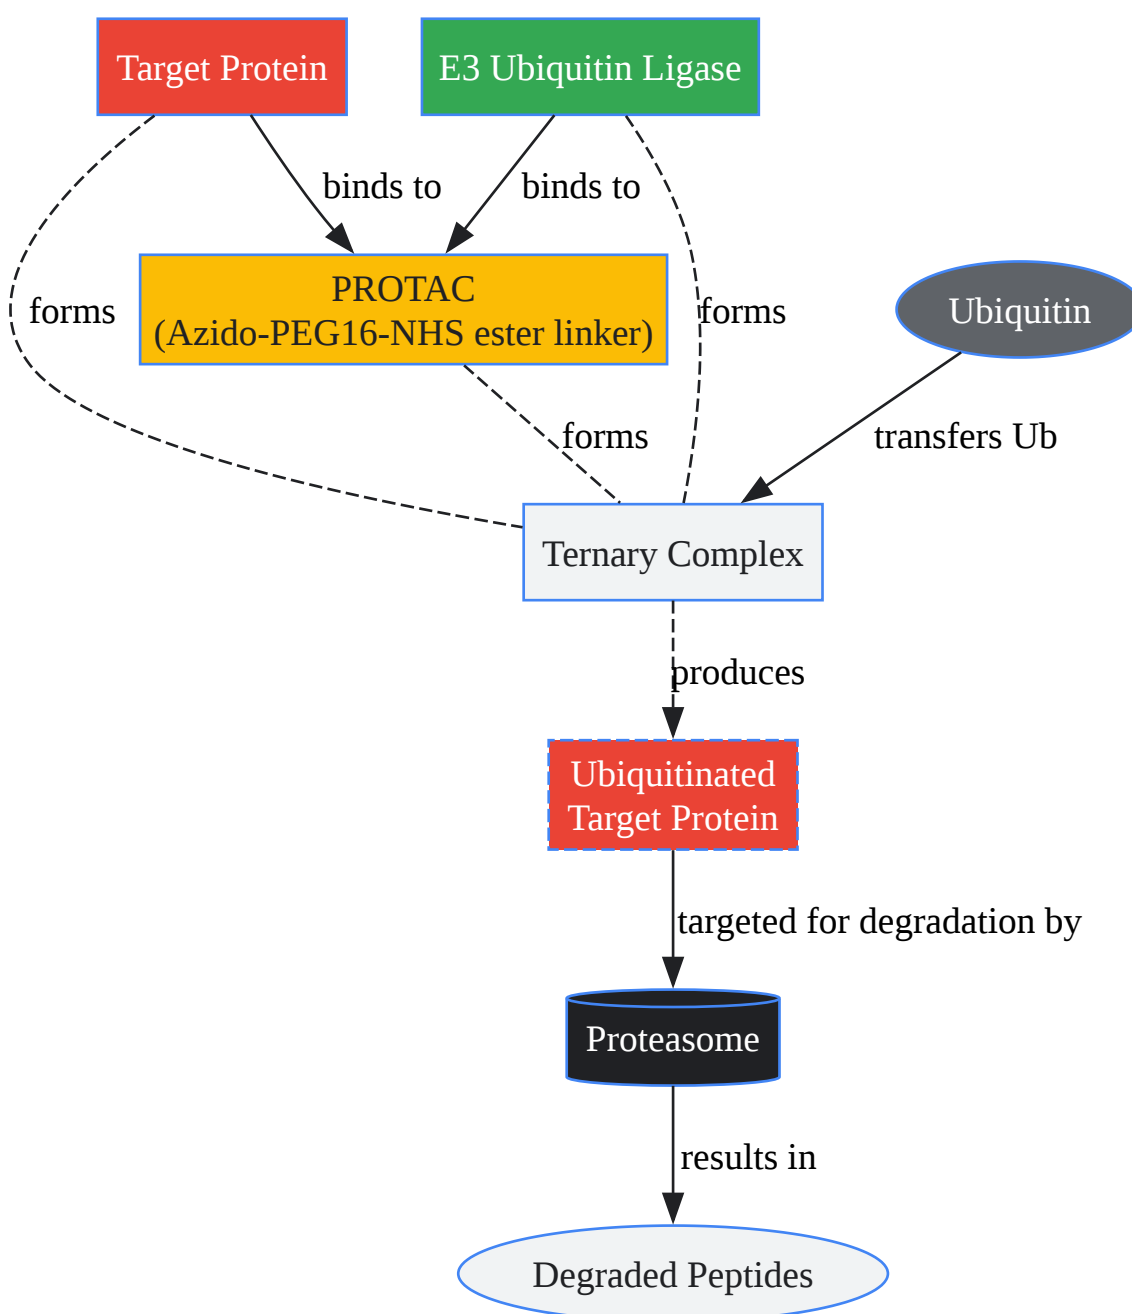 Target Protein
E3 Ubiquitin Ligase
binds to
binds to
PROTAC
(Azido-PEG16-NHS ester linker)
forms
forms
Ubiquitin
forms
transfers Ub
Ternary Complex
produces
Ubiquitinated
Target Protein
targeted for degradation by
Proteasome
results in
Degraded Peptides